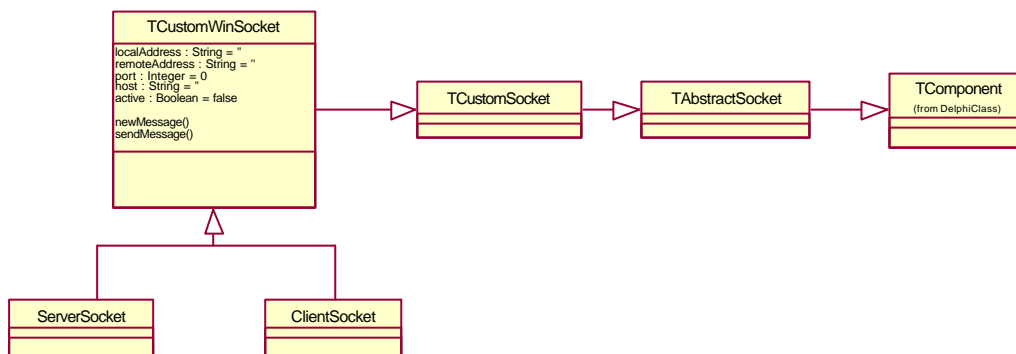 TCustomWinSocket
localAddress : String = ''
remoteAddress : String = ''
port : Integer = 0
host : String = ''
active : Boolean = false
newMessage()
sendMessage()
TCustomSocket
TAbstractSocket
TComponent
(from DelphiClass)
ServerSocket
ClientSocket